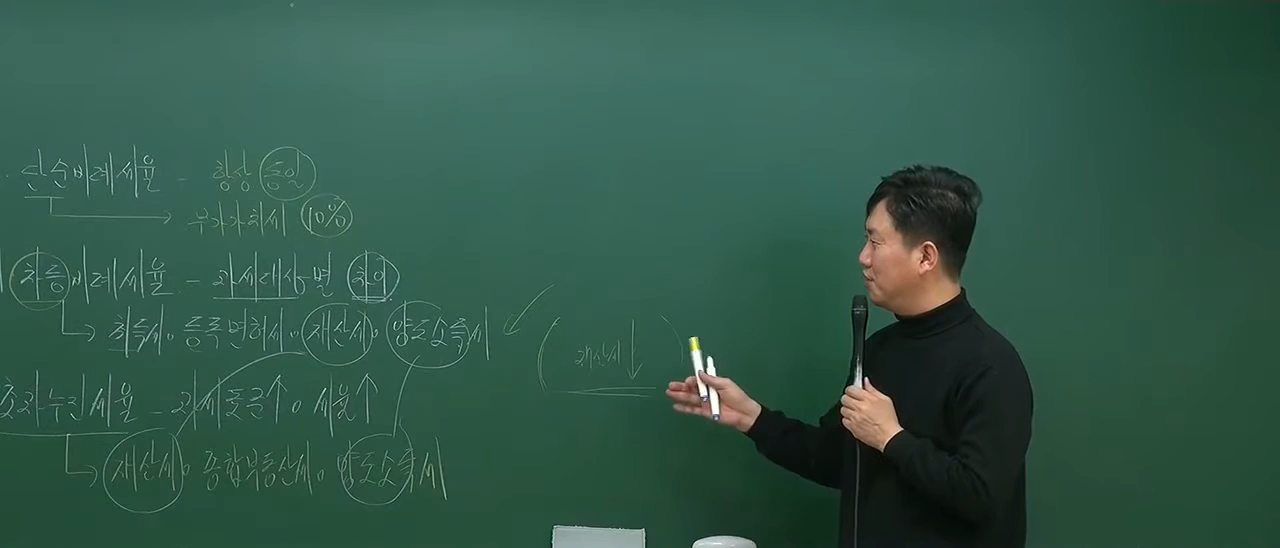 단순비례세율 - 항상 동일
부가가치세 10%
차등비례세율 - 과세대상별 차이
취득세, 등록면허세, 재산세, 양도소득세
초과누진세율 - 과세표준↑, 세율↑
재산세, 종합부동산세, 양도소득세
재산세 ↓